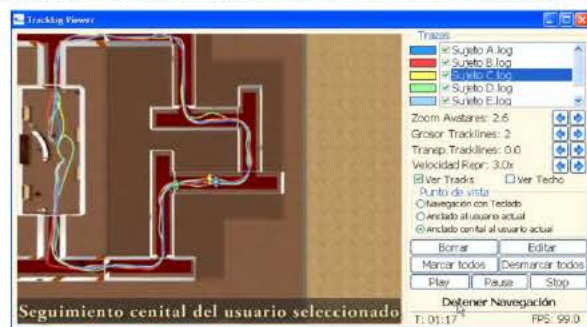 Tracklog Viewer
Trazas
Sujeto A.log
Sujeto B.log
Sujeto C.log
Sujeto D.log
Sujeto E.log
Zoom Avatares: 2.6
Grosor Tracklines: 2
Transp. Tracklines: 0.0
Velocidad Repr: 3.0x
Ver Tracks Ver Techo
Punto de vista
Navegación con Teclado
Anclado al usuario actual
Anclado cenital al usuario actual
Borrar Editar
Marcar todos Desmarcar todos
Play Pause Stop
Detener Navegación
T: 01:17 FPS: 99.0
Seguimiento cenital del usuario seleccionado